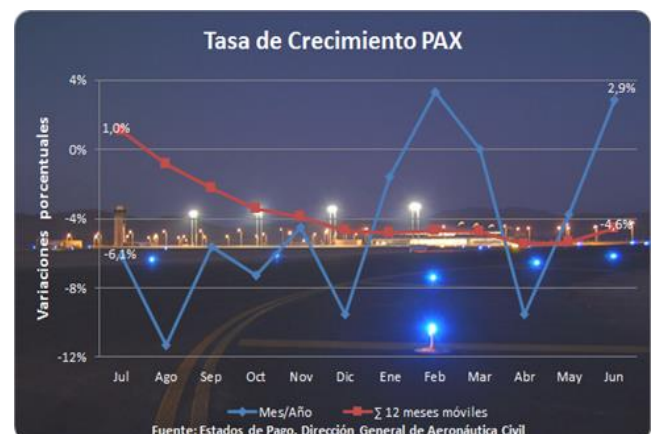 Tasa de Crecimiento PAX
Variaciones porcentuales
4%
0%
-4%
-8%
-12%
1,0%
-6,1%
2,9%
-4,6%
Jul Ago Sep Oct Nov Dic Ene Feb Mar Abr May Jun
Mes/Año ∑ 12 meses móviles
Fuente: Estados de Pago, Dirección General de Aeronáutica Civil